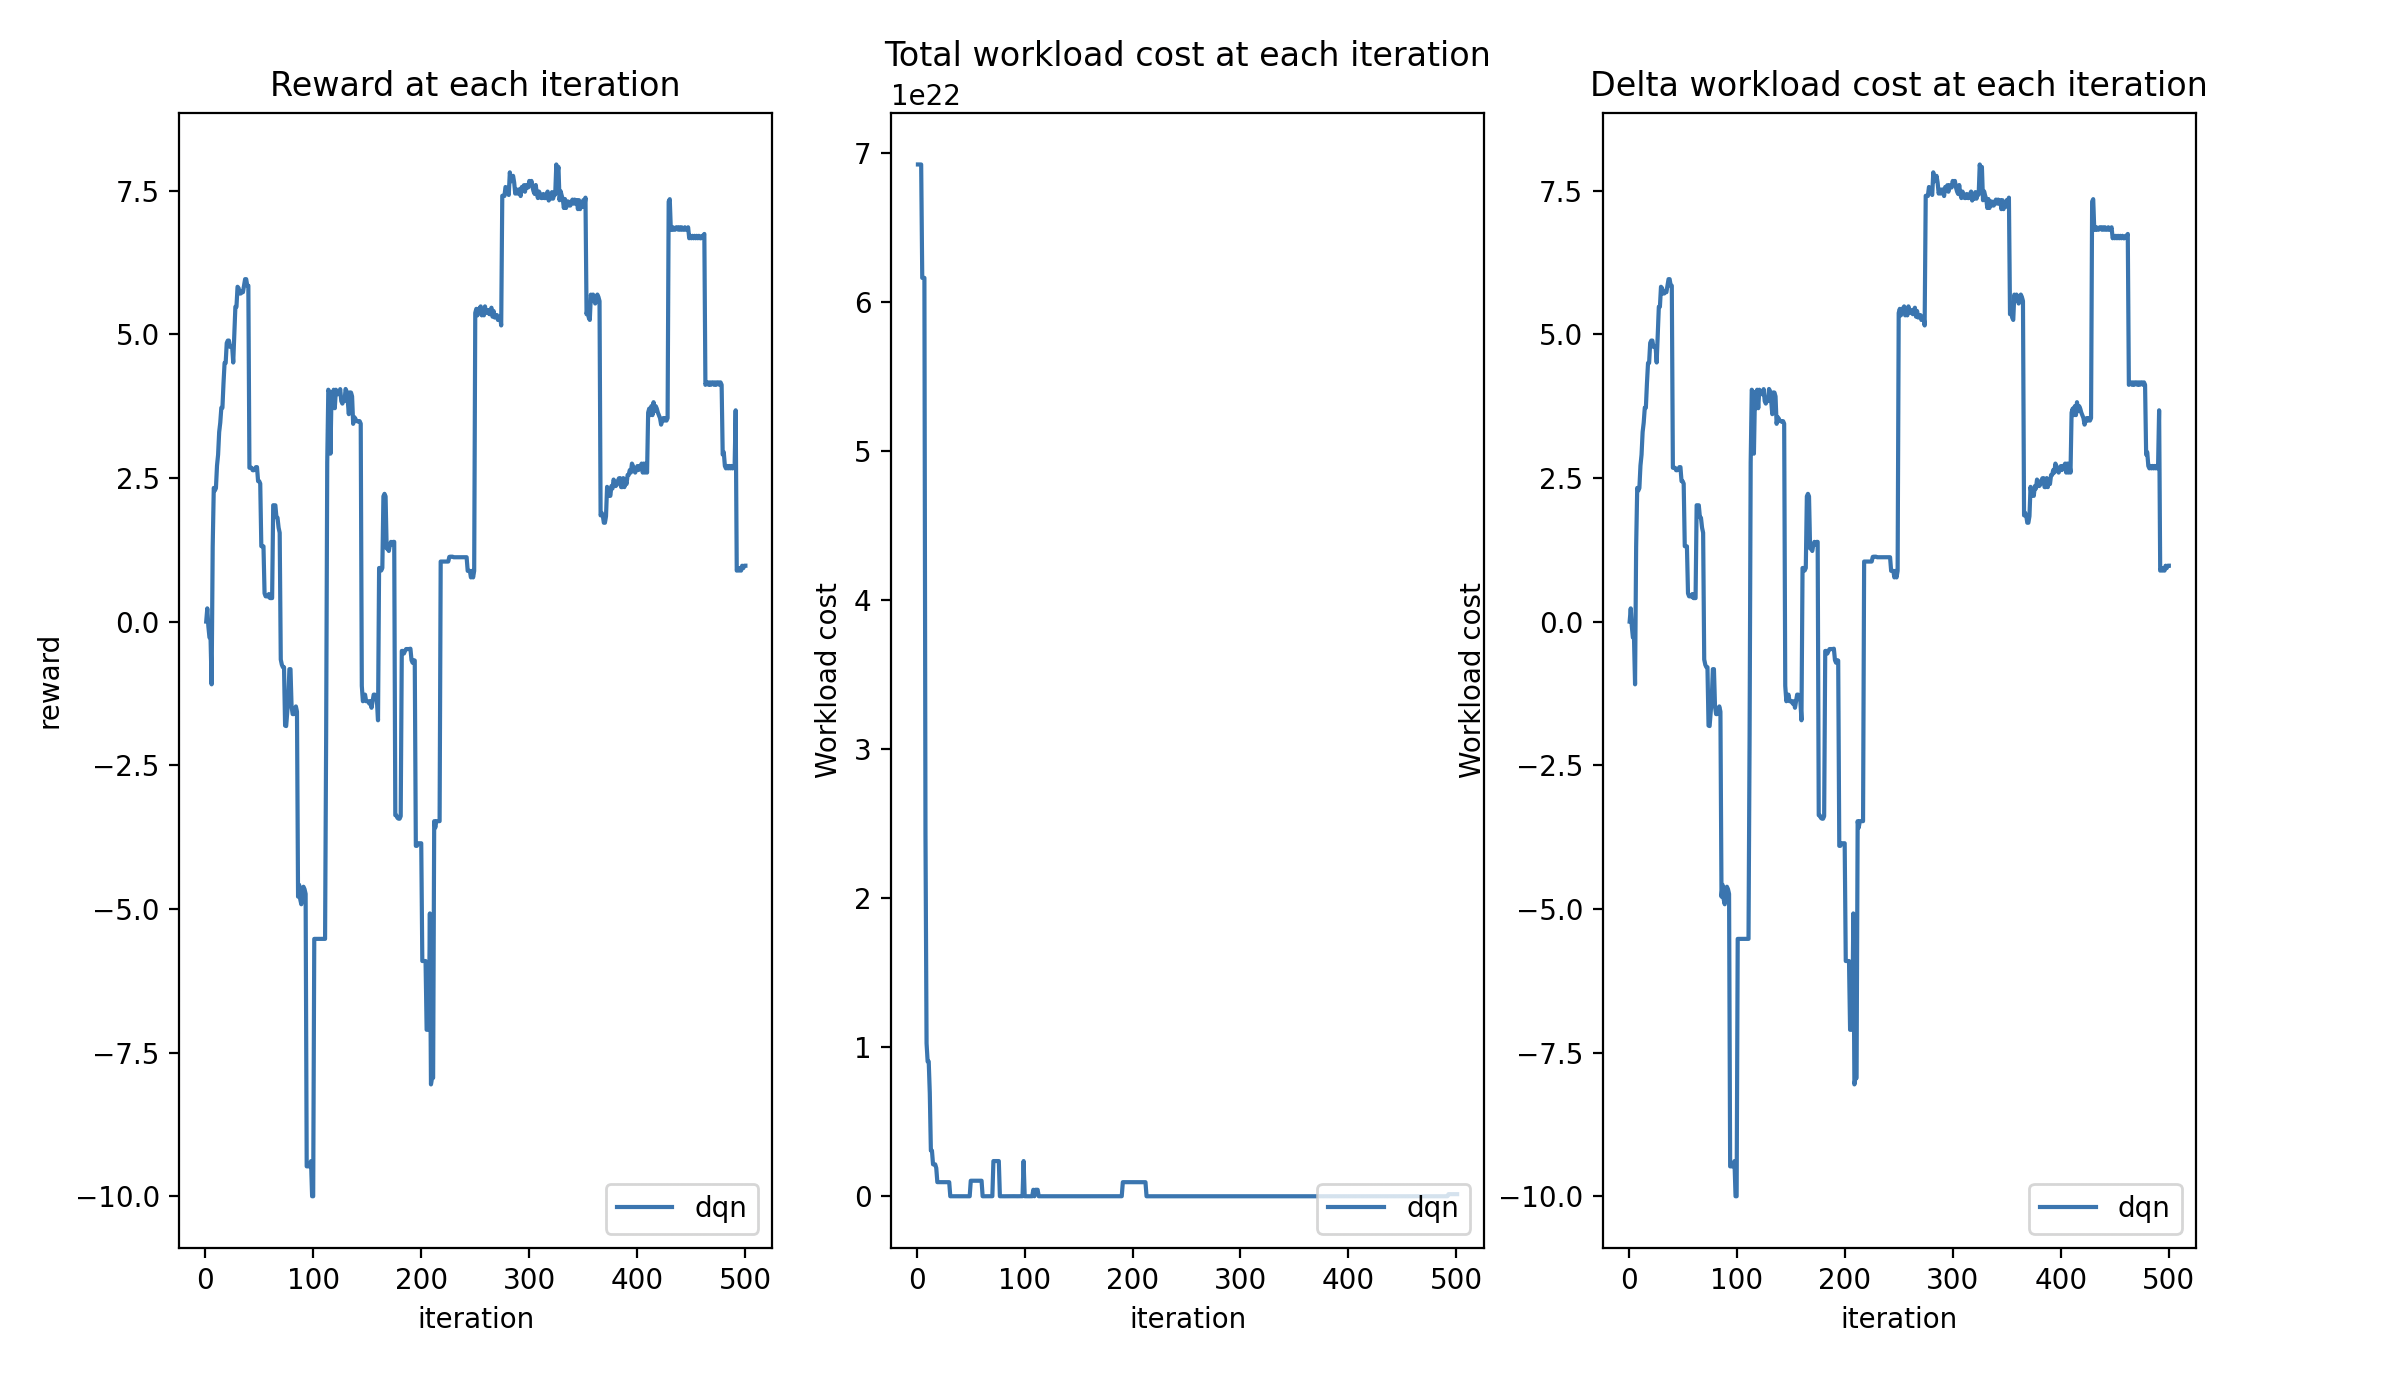 Reward at each iteration
reward
7.5
5.0
2.5
0.0
−2.5
−5.0
−7.5
−10.0
0 100 200 300 400 500
iteration
dqn
Total workload cost at each iteration
1e22
Workload cost
7
6
5
4
3
2
1
0
0 100 200 300 400 500
iteration
dqn
Delta workload cost at each iteration
Workload cost
7.5
5.0
2.5
0.0
−2.5
−5.0
−7.5
−10.0
0 100 200 300 400 500
iteration
dqn